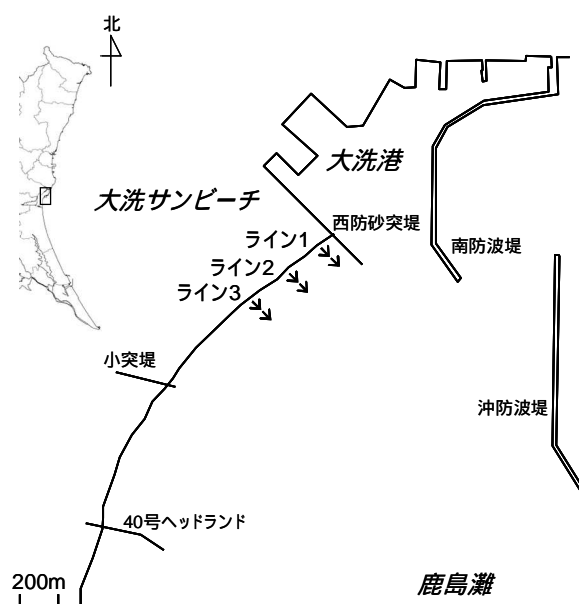 北
大洗港
大洗サンビーチ
西防砂突堤
ライン1
南防波堤
ライン2
ライン3
小突堤
沖防波堤
40号ヘッドランド
200m
鹿島灘